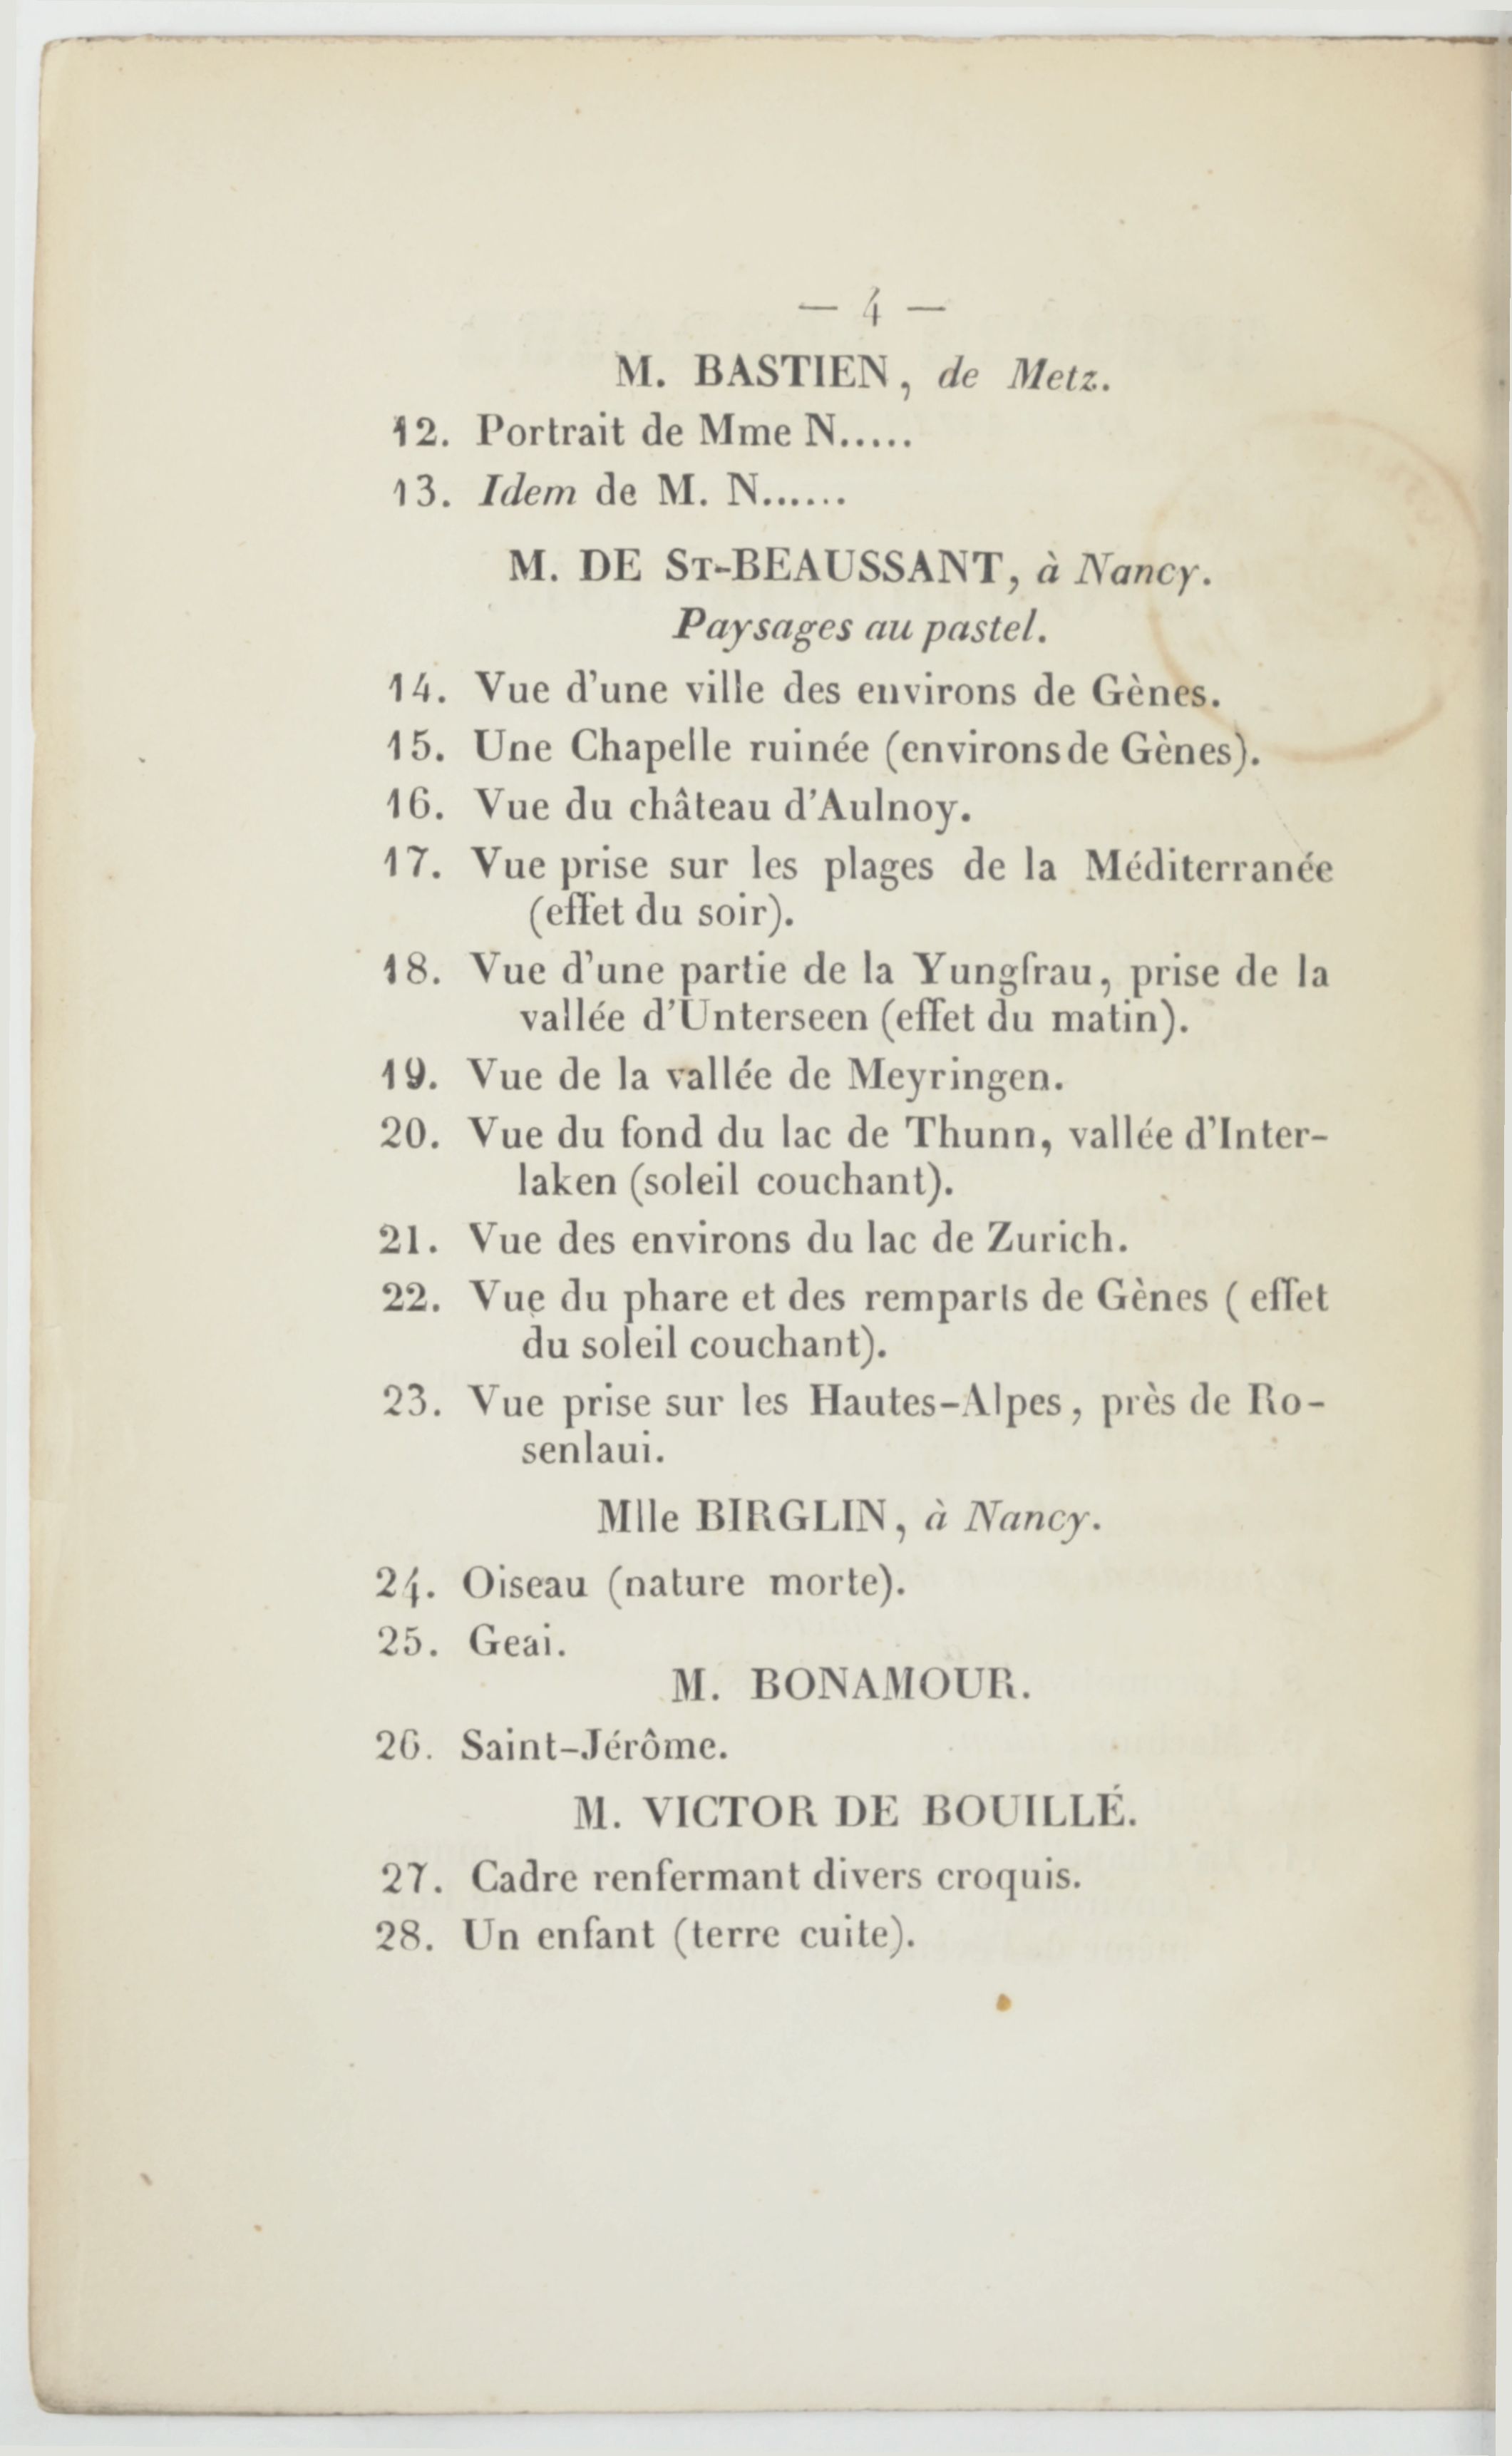 — 4 —
M. BASTIEN, de Metz.
12. Portrait de Mme N.....
13. Idem de M. N......
M. DE ST-BEAUSSANT, à Nancy.
Paysages au pastel.
14. Vue d'une ville des environs de Gènes.
15. Une Chapelle ruinée (environs de Gènes).
16. Vue du château d'Aulnoy.
17. Vue prise sur les plages de la Méditerranée
(effet du soir).
18. Vue d'une partie de la Yungfrau, prise de la
vallée d'Unterseen (effet du matin).
19. Vue de la vallée de Meyringen.
20. Vue du fond du lac de Thunn, vallée d'Inter-
laken (soleil couchant).
21. Vue des environs du lac de Zurich.
22. Vue du phare et des remparts de Gènes ( effet
du soleil couchant).
23. Vue prise sur les Hautes-Alpes, près de Ro-
senlaui.
Mlle BIRGLIN, à Nancy.
24. Oiseau (nature morte).
25. Geai.
M. BONAMOUR.
26. Saint-Jérôme.
M. VICTOR DE BOUILLÉ.
27. Cadre renfermant divers croquis.
28. Un enfant (terre cuite).